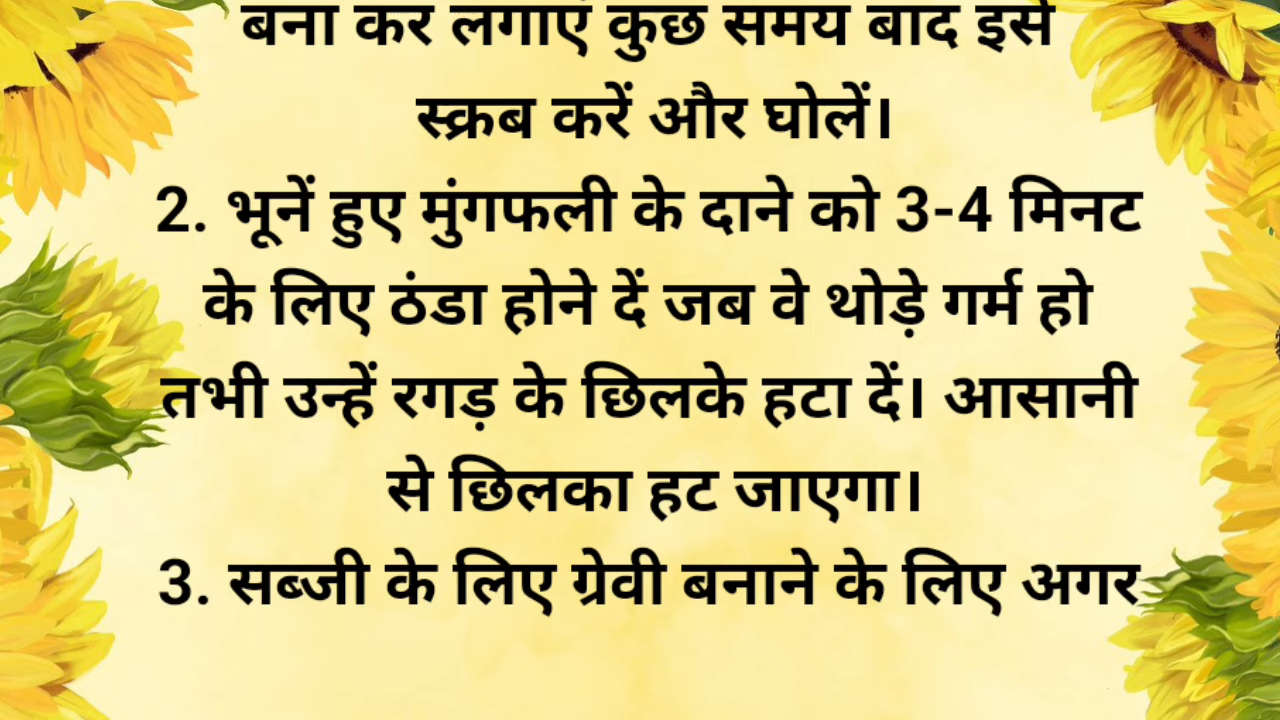 बना कर लगाएं कुछ समय बाद इसे
स्क्रब करें और घोलें।
2. भूनें हुए मुंगफली के दाने को 3-4 मिनट
के लिए ठंडा होने दें जब वे थोड़े गर्म हो
तभी उन्हें रगड़ के छिलके हटा दें। आसानी
से छिलका हट जाएगा।
3. सब्जी के लिए ग्रेवी बनाने के लिए अगर